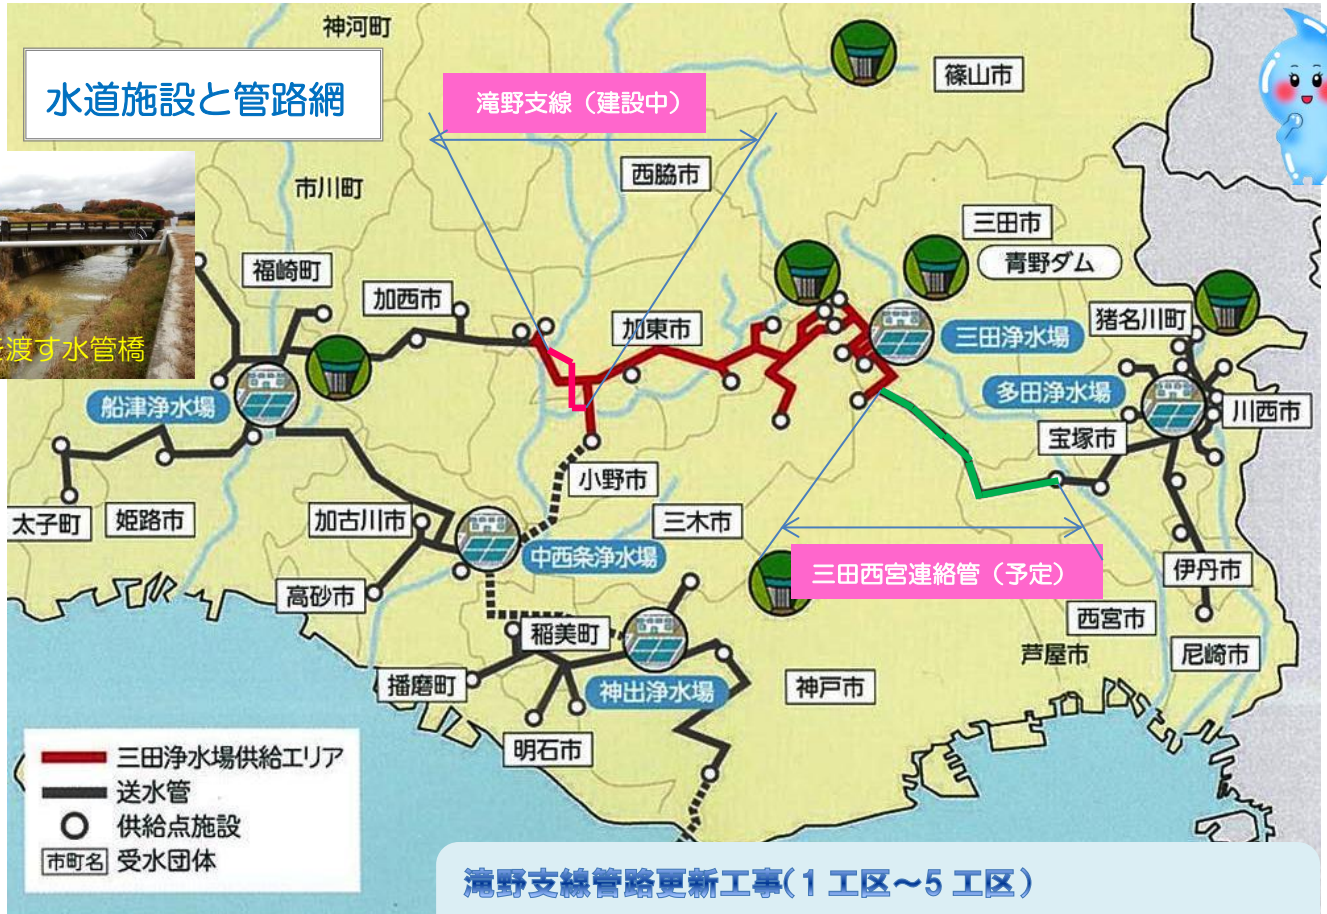 神河町
水道施設と管路網
滝野支線（建設中）
篠山市
西脇市
市川町
三田市
青野ダム
福崎町
加西市
加東市
猪名川町
三田浄水場
を渡す水管橋
船津浄水場
多田浄水場
川西市
宝塚市
小野市
太子町
姫路市
加古川市
三木市
中西条浄水場
三田西宮連絡管（予定）
伊丹市
高砂市
西宮市
稲美町
芦屋市
尼崎市
播磨町
神出浄水場
神戸市
明石市
三田浄水場供給エリア
送水管
供給点施設
市町名 受水団体
滝野支線管路更新工事(１工区～５工区）